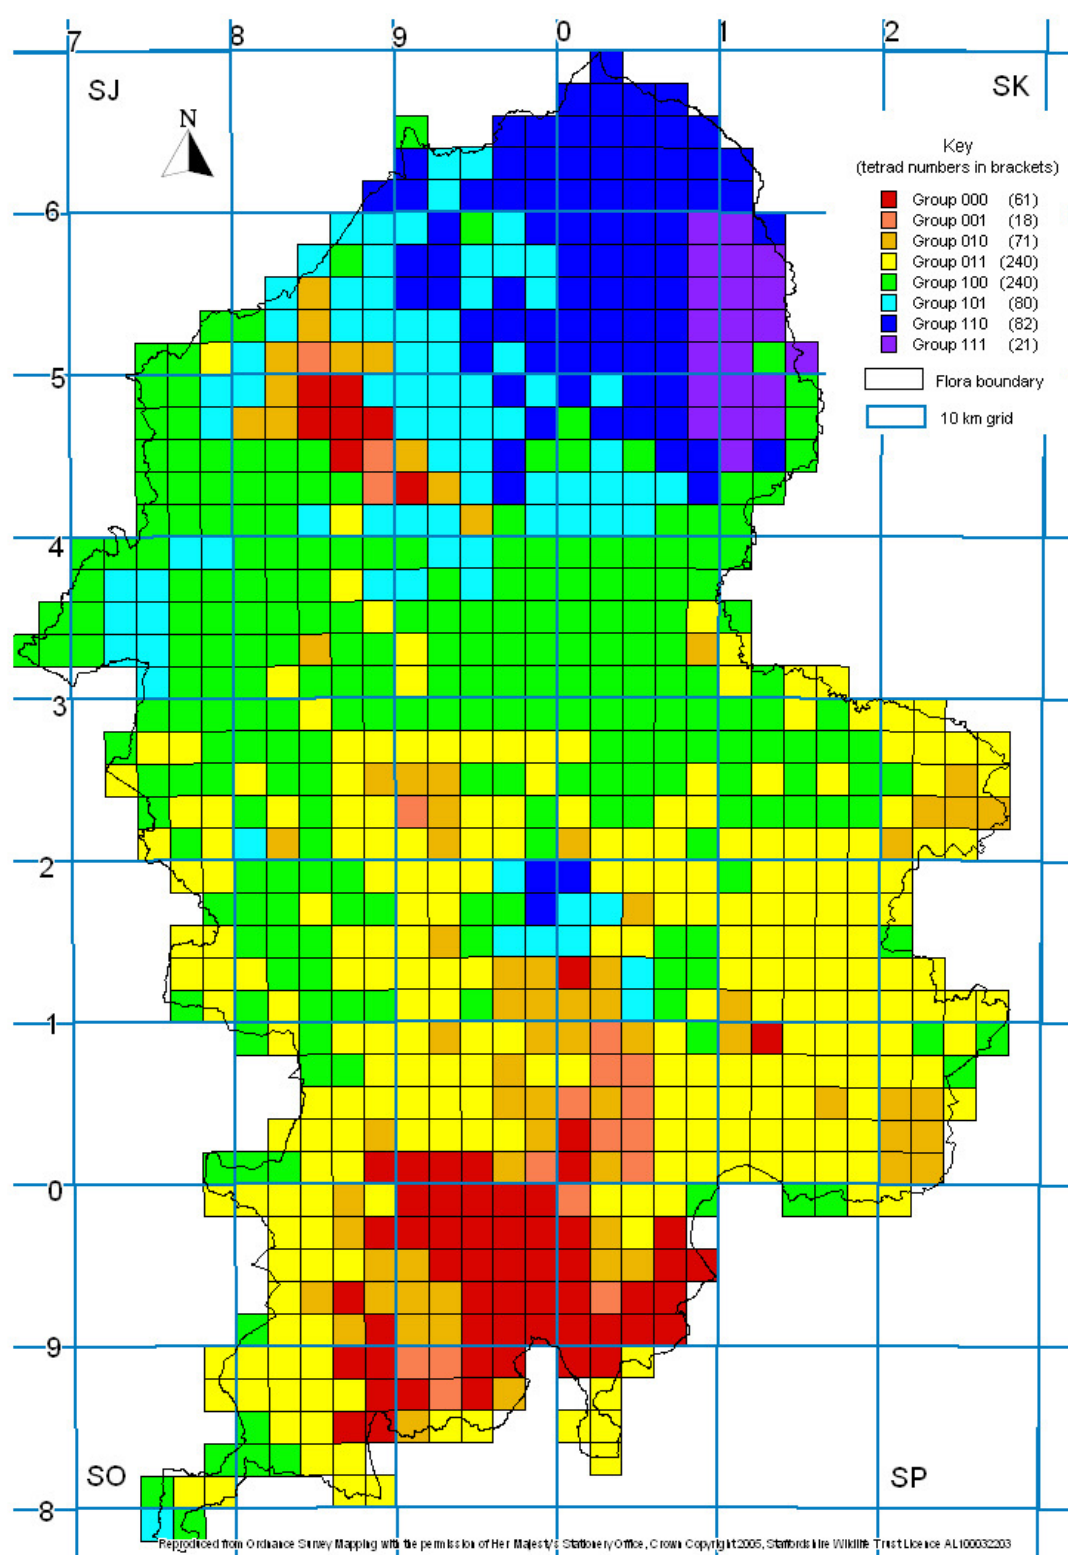 7 8 9 0 1 2
SJ SK
N
Key
(tetrad numbers in brackets)
Group 000 (61)
Group 001 (18)
Group 010 (71)
Group 011 (240)
Group 100 (240)
Group 101 (80)
Group 110 (82)
Group 111 (21)
Flora boundary
10 km grid
6
5
4
3
2
1
0
9
SO SP
8
Reproduced from Ordnance Survey Mapping with the permission of Her Majesty's Stationery Office, Crown Copyright 2005, Staffordshire Wildlife Trust Licence AL100032203